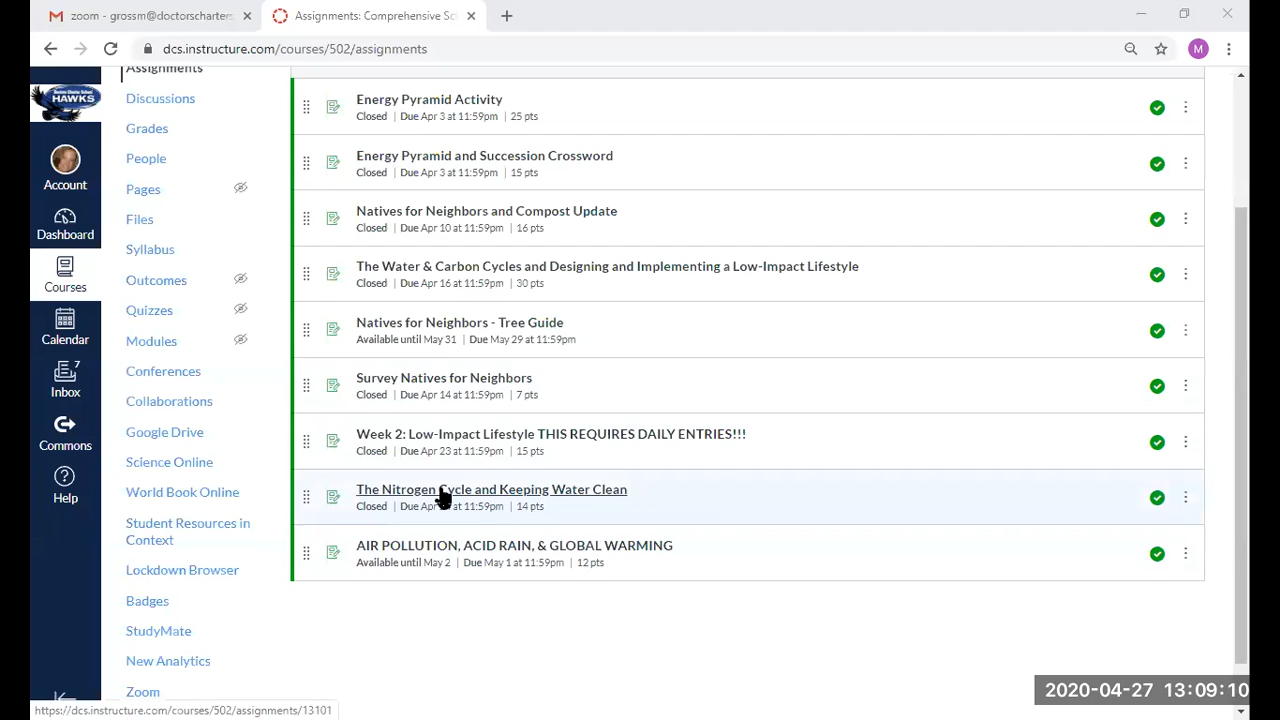 zoom - grossm@doctorscharters
Assignments: Comprehensive Sc
dcs.instructure.com/courses/502/assignments
M
HAWKS
Account
Dashboard
Courses
Calendar
7
Inbox
Commons
Help
Assignments
Discussions
Grades
People
Pages
Files
Syllabus
Outcomes
Quizzes
Modules
Conferences
Collaborations
Google Drive
Science Online
World Book Online
Student Resources in
Context
Lockdown Browser
Badges
StudyMate
New Analytics
Zoom
Energy Pyramid Activity
Closed | Due Apr 3 at 11:59pm | 25 pts
Energy Pyramid and Succession Crossword
Closed | Due Apr 3 at 11:59pm | 15 pts
Natives for Neighbors and Compost Update
Closed | Due Apr 10 at 11:59pm | 16 pts
The Water & Carbon Cycles and Designing and Implementing a Low-Impact Lifestyle
Closed | Due Apr 16 at 11:59pm | 30 pts
Natives for Neighbors - Tree Guide
Available until May 31 | Due May 29 at 11:59pm
Survey Natives for Neighbors
Closed | Due Apr 14 at 11:59pm | 7 pts
Week 2: Low-Impact Lifestyle THIS REQUIRES DAILY ENTRIES!!!
Closed | Due Apr 23 at 11:59pm | 15 pts
The Nitrogen Cycle and Keeping Water Clean
Closed | Due Apr at 11:59pm | 14 pts
AIR POLLUTION, ACID RAIN, & GLOBAL WARMING
Available until May 2 | Due May 1 at 11:59pm | 12 pts
https://dcs.instructure.com/courses/502/assignments/13101
2020-04-27 13:09:10